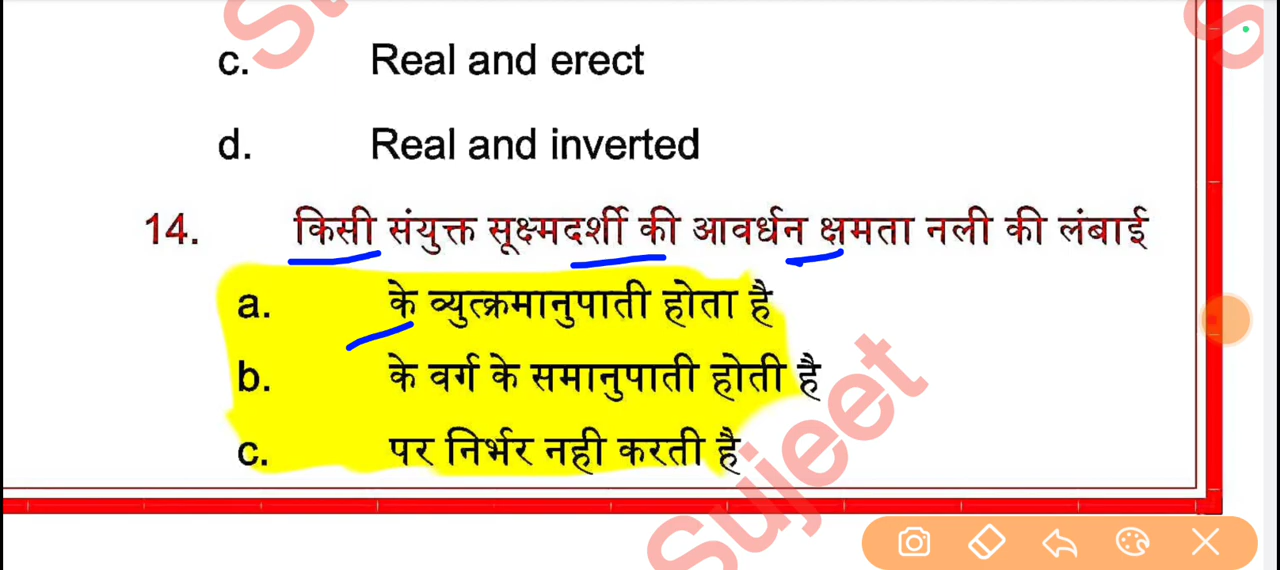 c. Real and erect
d. Real and inverted
14. किसी संयुक्त सूक्ष्मदर्शी की आवर्धन क्षमता नली की लंबाई
a. के व्युत्क्रमानुपाती होता है
b. के वर्ग के समानुपाती होती है
c. पर निर्भर नही करती है
Sujeet